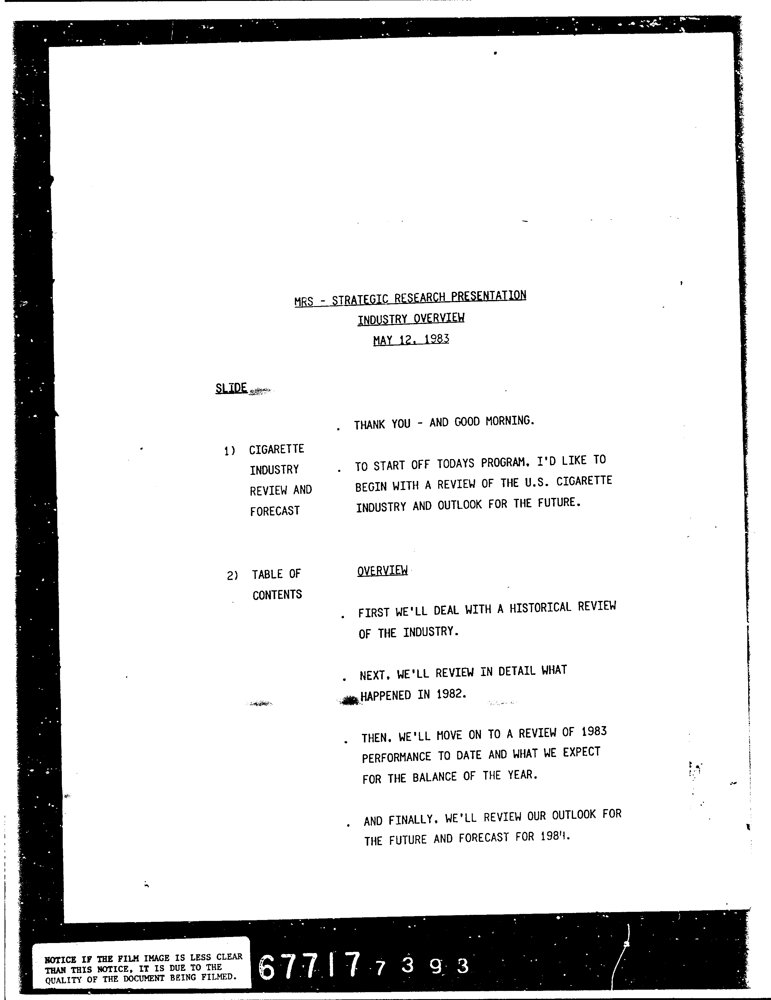 MRS - STRATEGIC RESEARCH PRESENTATION
INDUSTRY OVERVIEW
MAY 12, 1983
SLIDE
. THANK YOU - AND GOOD MORNING.
1) CIGARETTE
INDUSTRY
REVIEW AND
FORECAST
. TO START OFF TODAYS PROGRAM, I'D LIKE TO
BEGIN WITH A REVIEW OF THE U.S. CIGARETTE
INDUSTRY AND OUTLOOK FOR THE FUTURE.
2) TABLE OF
CONTENTS
OVERVIEW
. FIRST WE'LL DEAL WITH A HISTORICAL REVIEW
OF THE INDUSTRY.
. NEXT, WE'LL REVIEW IN DETAIL WHAT
HAPPENED IN 1982.
. THEN, WE'LL MOVE ON TO A REVIEW OF 1983
PERFORMANCE TO DATE AND WHAT WE EXPECT
FOR THE BALANCE OF THE YEAR.
. AND FINALLY, WE'LL REVIEW OUR OUTLOOK FOR
THE FUTURE AND FORECAST FOR 1984.
NOTICE IF THE FILM IMAGE IS LESS CLEAR
THAN THIS NOTICE, IT IS DUE TO THE
QUALITY OF THE DOCUMENT BEING FILMED.
67717 7393